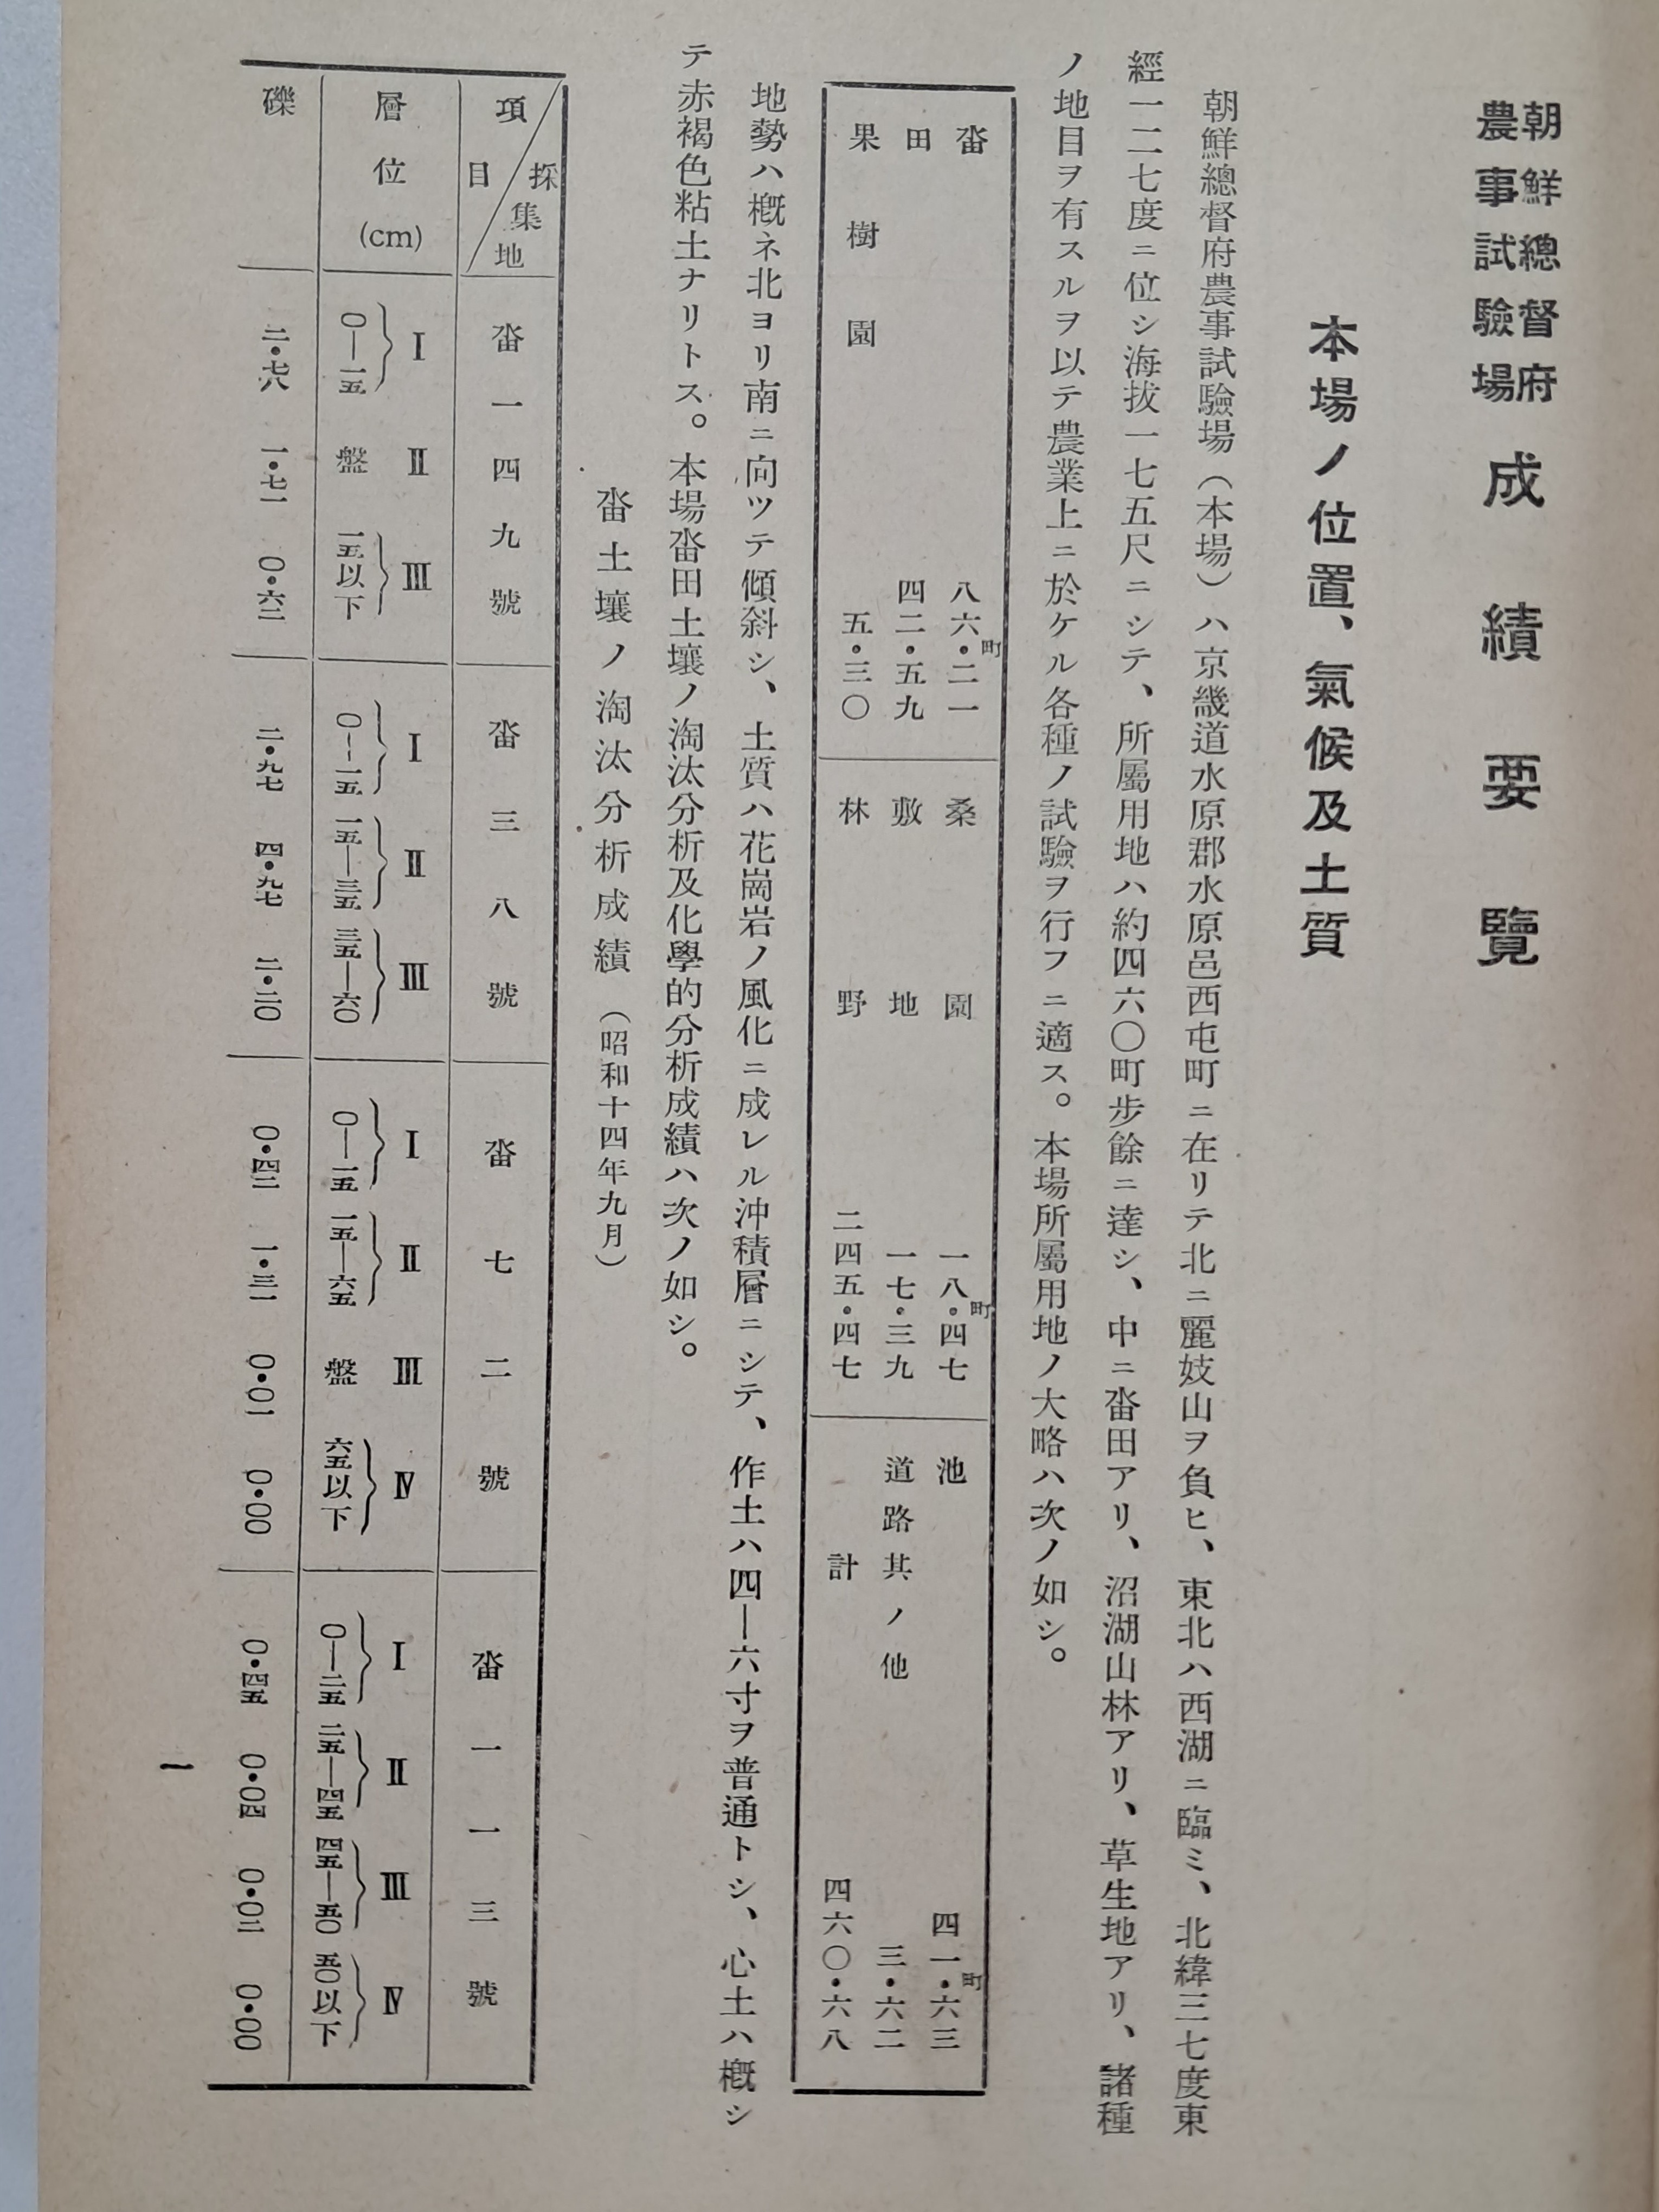 朝鮮總督府農事試驗場 成績要覽
本場ノ位置、氣候及土質
朝鮮總督府農事試驗場（本場）ハ京畿道水原郡水原邑西屯町ニ在リテ北ニ麗妓山ヲ負ヒ、東北ハ西湖ニ臨ミ、北緯三七度東
經一二七度ニ位シ海拔一七五尺ニシテ、所屬用地ハ約四六〇町步餘ニ達シ、中ニ畓田アリ、沼湖山林アリ、草生地アリ、諸種
ノ地目ヲ有スルヲ以テ農業上ニ於ケル各種ノ試驗ヲ行フニ適ス。本場所屬用地ノ大略ハ次ノ如シ。
畓 八六・二一町 桑園 一八・四七町 池 四一・六三町
田 四二・五九 敷地 一七・三九 道路其ノ他 三・六二
果樹園 五・三〇 林野 二四五・四七 計 四六〇・六八
地勢ハ概ネ北ヨリ南ニ向ツテ傾斜シ、土質ハ花崗岩ノ風化ニ成レル沖積層ニシテ、作土ハ四―六寸ヲ普通トシ、心土ハ概シ
テ赤褐色粘土ナリトス。本場畓田土壤ノ淘汰分析及化學的分析成績ハ次ノ如シ。
畓土壤ノ淘汰分析成績（昭和十四年九月）
項目 採集地 畓一四九號 畓三八號 畓七二號 畓一一三號
層位(cm) I 〇―一五 II 盤 III 一五以下 I 〇―一五 II 一五―三五 III 三五―六〇 I 〇―一五 II 一五―六五 III 盤 IV 六五以下 I 〇―二五 II 二五―四五 III 四五―五〇 IV 五〇以下
礫 二・七八 一・七一 〇・六二 二・九七 四・九七 二・二〇 〇・四二 一・三一 〇・〇一 〇・〇〇 〇・四五 〇・〇四 〇・〇二 〇・〇〇
一